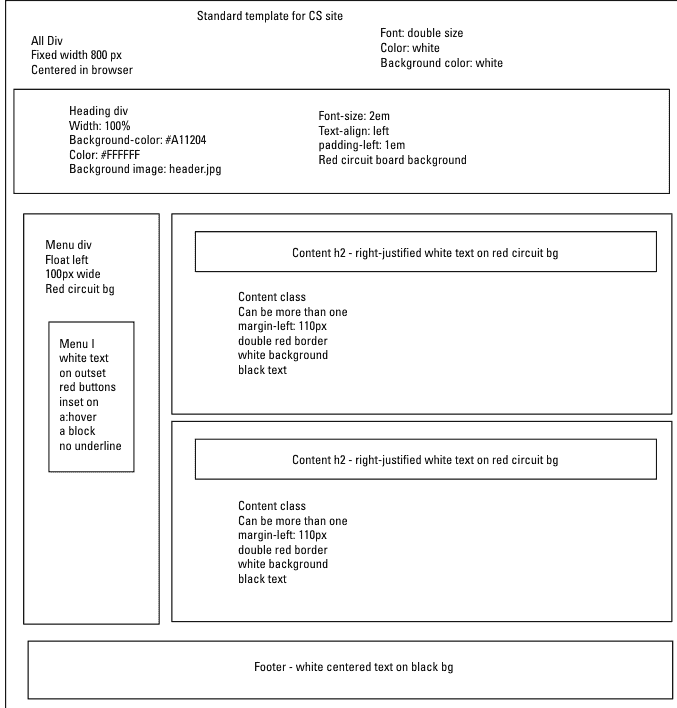 Standard template for CS site
All Div
Fixed width 800 px
Centered in browser
Font: double size
Color: white
Background color: white
Heading div
Width: 100%
Background-color: #A11204
Color: #FFFFFF
Background image: header.jpg
Font-size: 2em
Text-align: left
padding-left: 1em
Red circuit board background
Menu div
Float left
100px wide
Red circuit bg
Menu l
white text
on outset
red buttons
inset on
a:hover
a block
no underline
Content h2 - right-justified white text on red circuit bg
Content class
Can be more than one
margin-left: 110px
double red border
white background
black text
Content h2 - right-justified white text on red circuit bg
Content class
Can be more than one
margin-left: 110px
double red border
white background
black text
Footer - white centered text on black bg